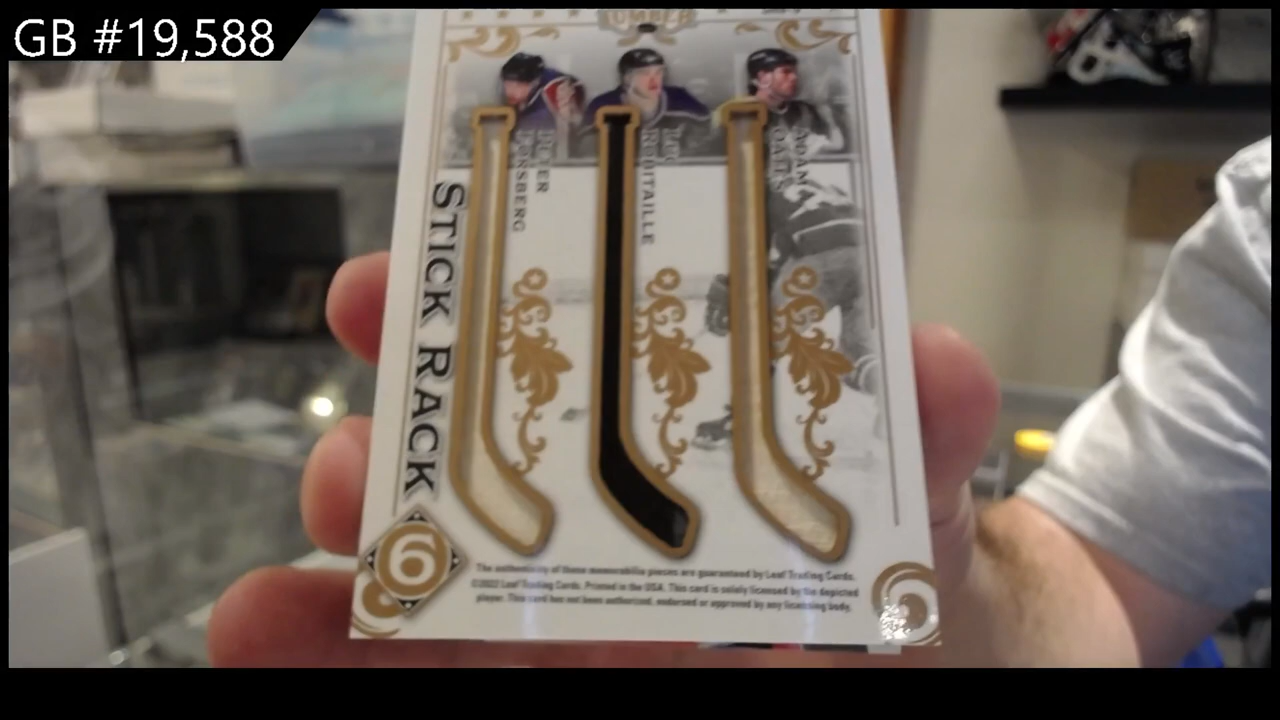 GB #19,588
LUMBER
PETER
FORSBERG
LUC
ROBITAILLE
ADAM
OATES
STICK RACK
6
The authenticity of these memorabilia pieces are guaranteed by Leaf Trading Cards.
©2022 Leaf Trading Cards. Printed in the USA. This card is solely licensed by the depicted
player. This card has not been authorized, endorsed or approved by any licensing body.